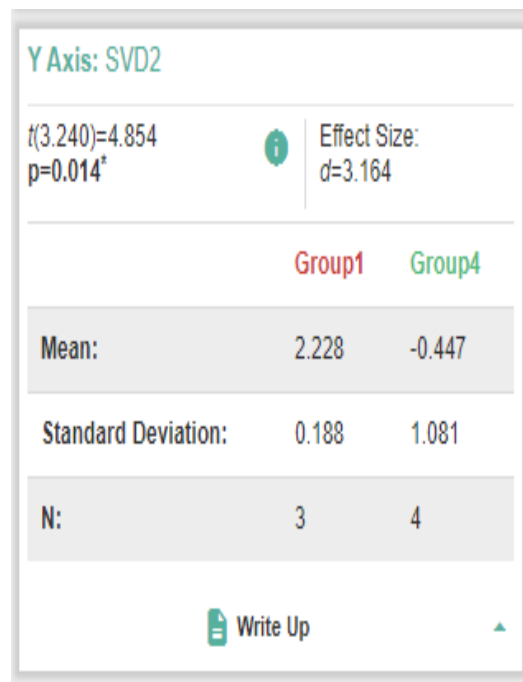 Y Axis: SVD2
t(3.240)=4.854
p=0.014*
Effect Size:
d=3.164
Group1 Group4
Mean: 2.228 -0.447
Standard Deviation: 0.188 1.081
N: 3 4
Write Up